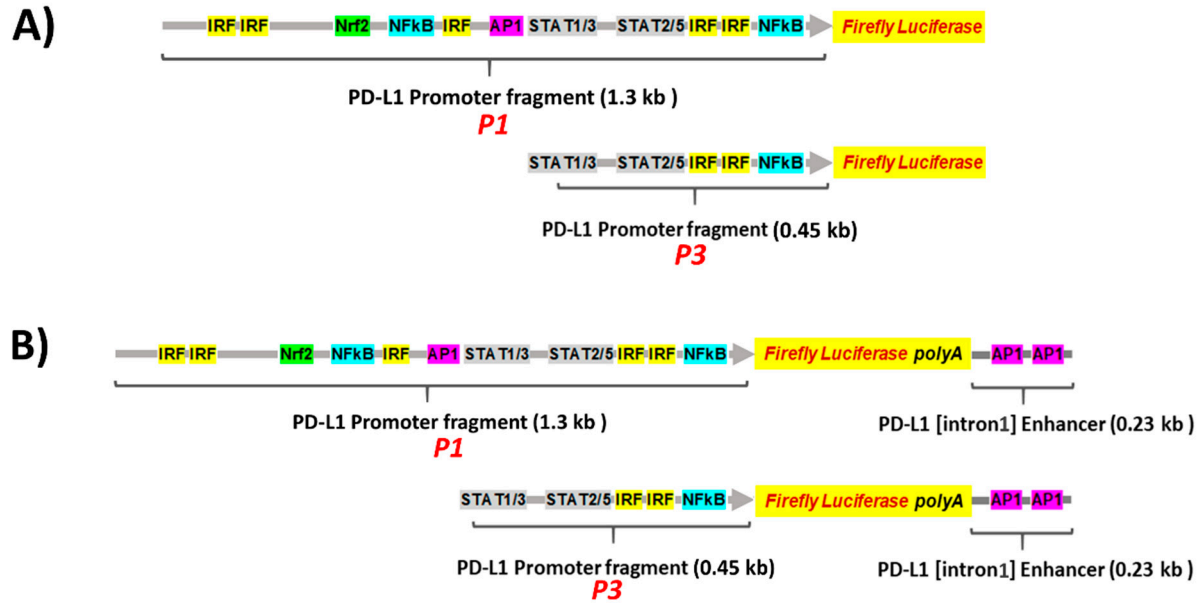 A)
IRF IRF Nrf2 NFkB IRF AP1 STAT1/3 STAT2/5 IRF IRF NFkB Firefly Luciferase
PD-L1 Promoter fragment (1.3 kb )
P1
STAT1/3 STAT2/5 IRF IRF NFkB Firefly Luciferase
PD-L1 Promoter fragment (0.45 kb)
P3
B)
IRF IRF Nrf2 NFkB IRF AP1 STAT1/3 STAT2/5 IRF IRF NFkB Firefly Luciferase polyA AP1 AP1
PD-L1 Promoter fragment (1.3 kb )
PD-L1 [intron1] Enhancer (0.23 kb )
P1
STAT1/3 STAT2/5 IRF IRF NFkB Firefly Luciferase polyA AP1 AP1
PD-L1 Promoter fragment (0.45 kb)
PD-L1 [intron1] Enhancer (0.23 kb )
P3